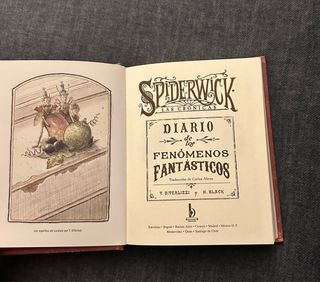 SPIDERWICK
LAS CRÓNICAS
DIARIO
de los
FENÓMENOS
FANTÁSTICOS
Traducción de Carlos Abreu
T. DITERLIZZI y H. BLACK
Barcelona • Bogotá • Buenos Aires • Caracas • Madrid • México D. F.
Montevideo • Quito • Santiago de Chile